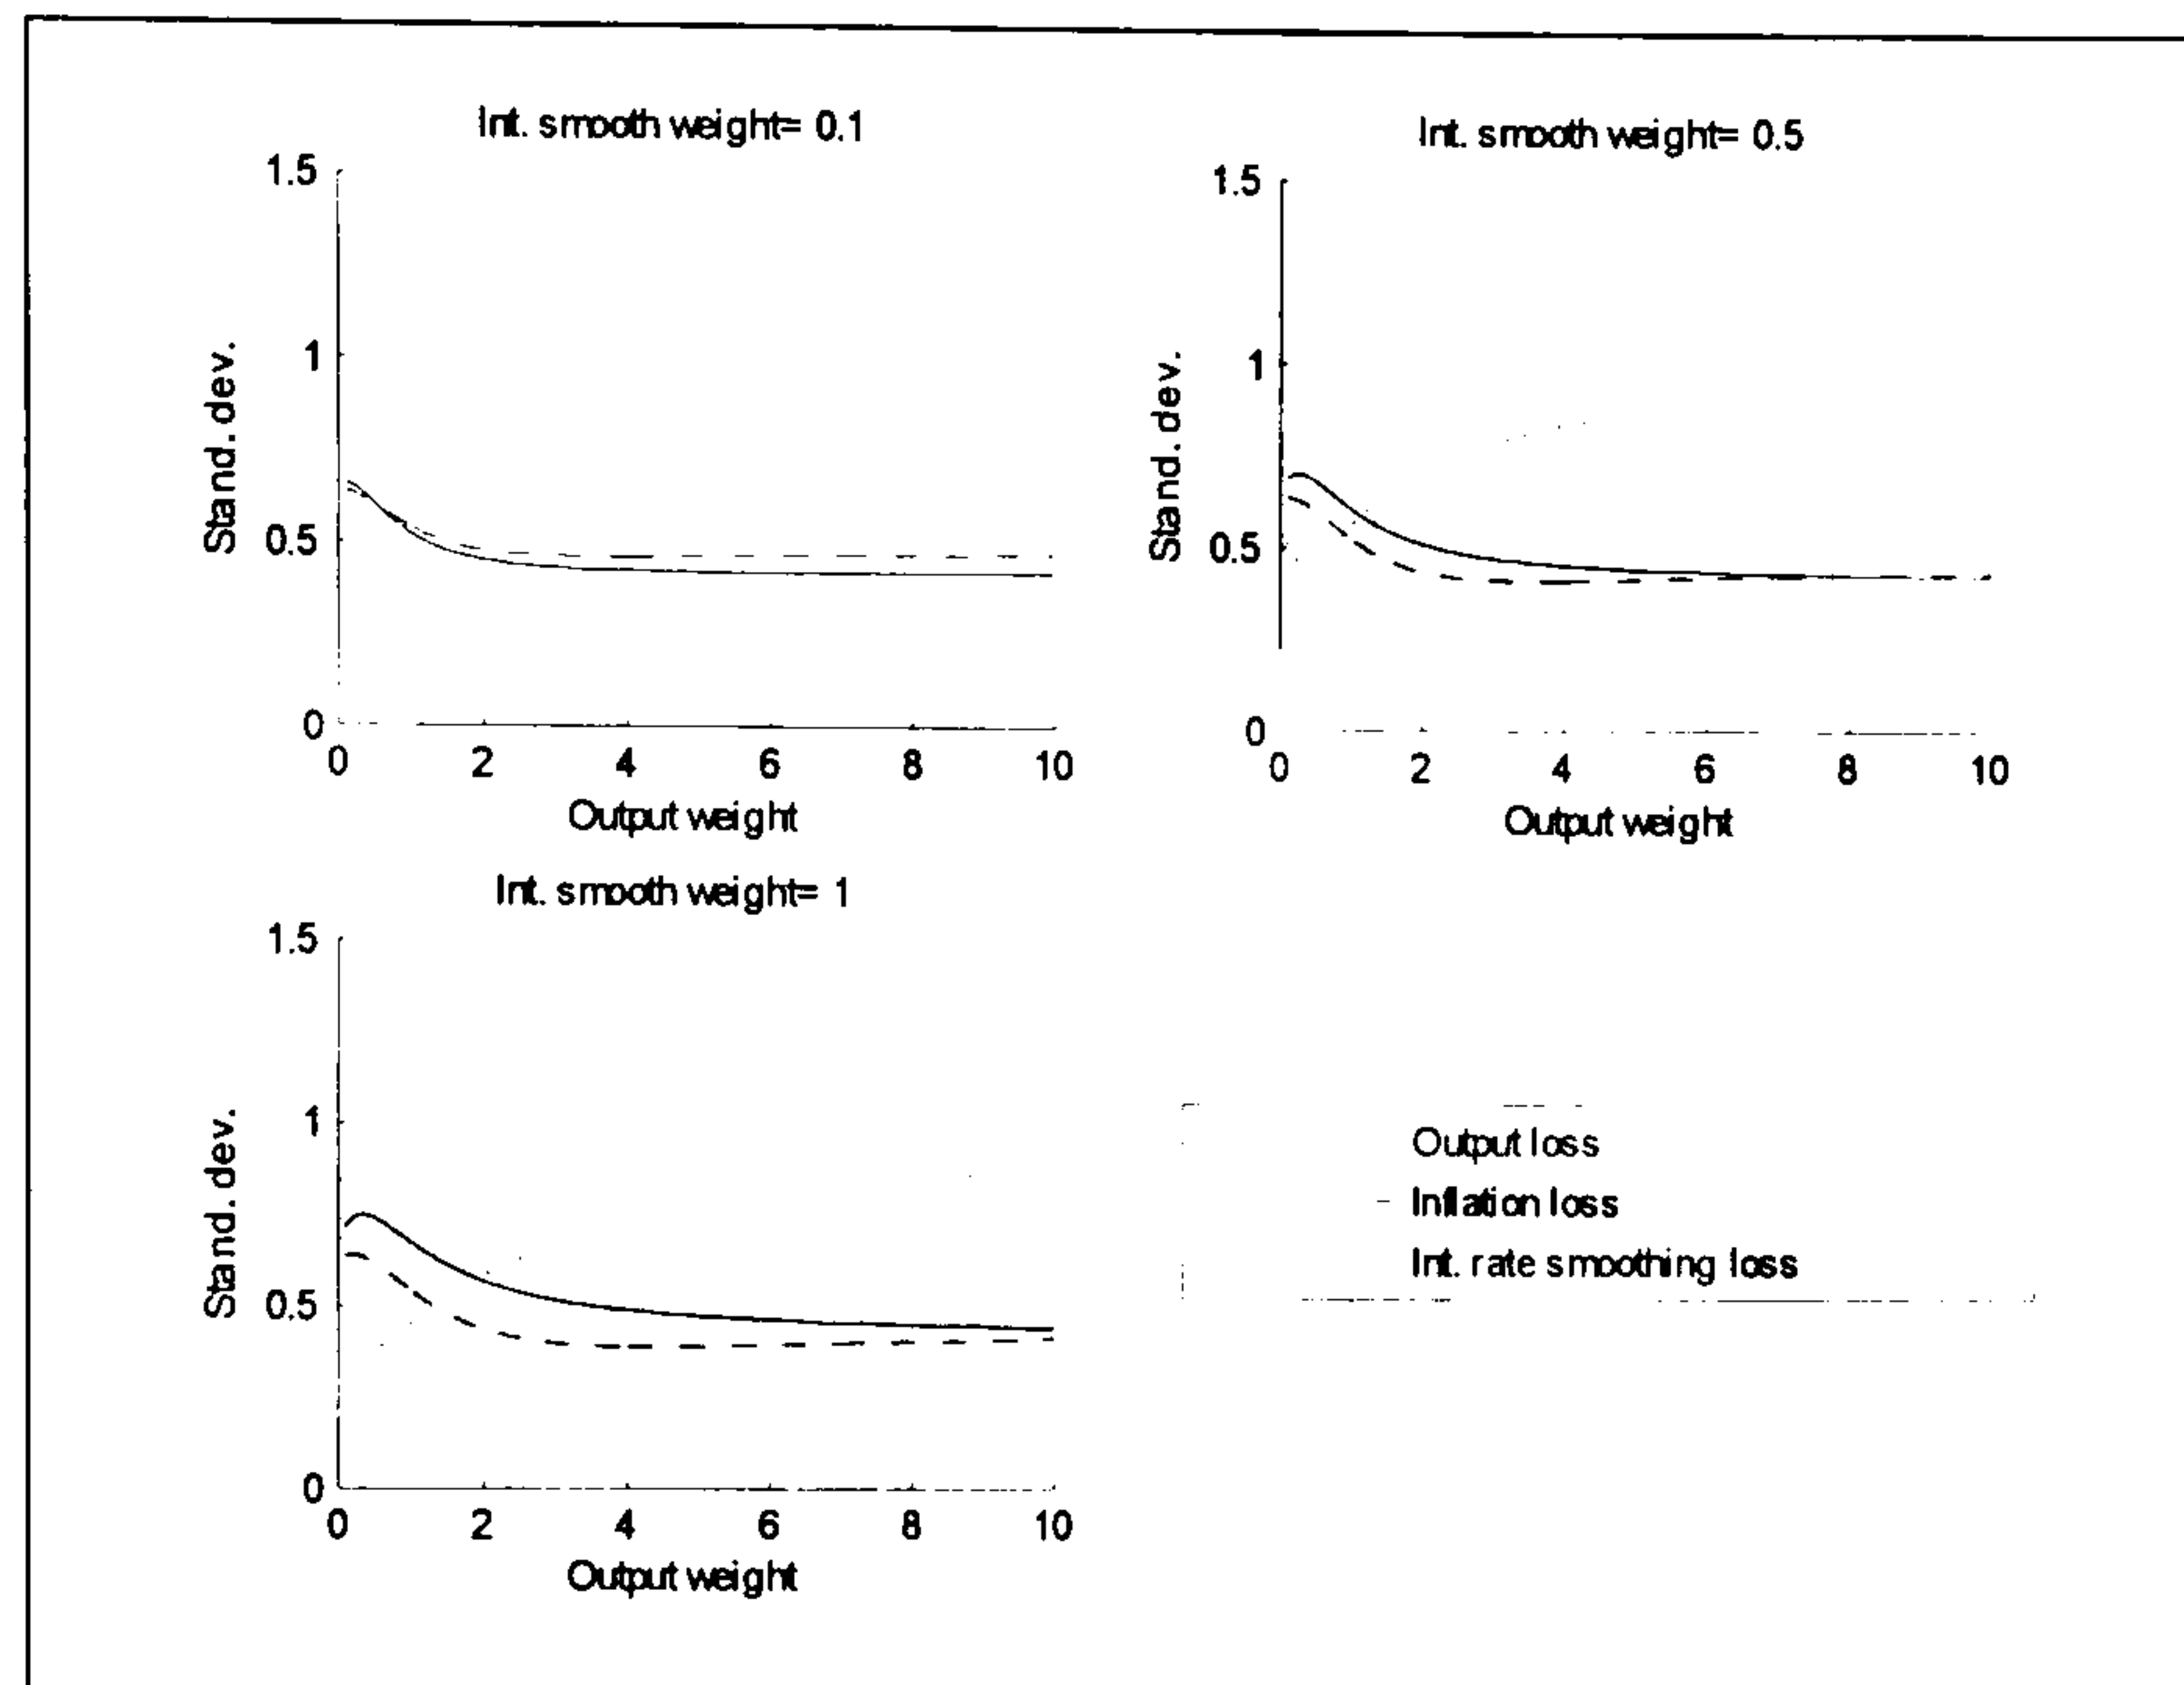 Int. smooth weight= 0.1
1.5
1
0.5
0
Stand. dev.
0 2 4 6 8 10
Output weight
Int. smooth weight= 0.5
1.5
1
0.5
0
Stand. dev.
0 2 4 6 8 10
Output weight
Int. smooth weight= 1
1.5
1
0.5
0
Stand. dev.
0 2 4 6 8 10
Output weight
Output loss
Inflation loss
Int. rate smoothing loss